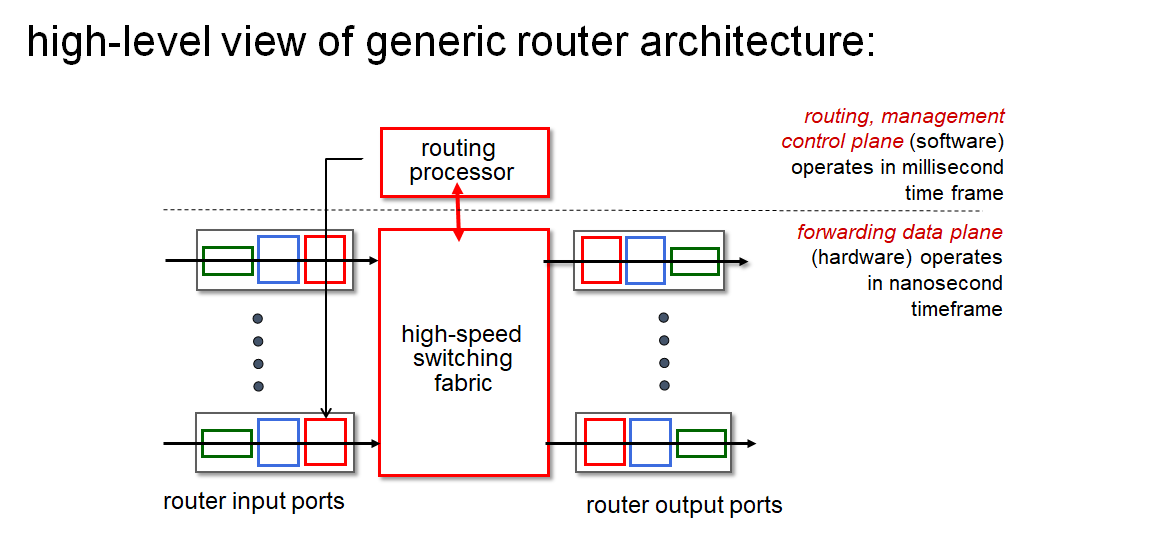 high-level view of generic router architecture:
routing, management
control plane (software)
operates in millisecond
time frame
routing
processor
forwarding data plane
(hardware) operates
in nanosecond
timeframe
high-speed
switching
fabric
router input ports
router output ports